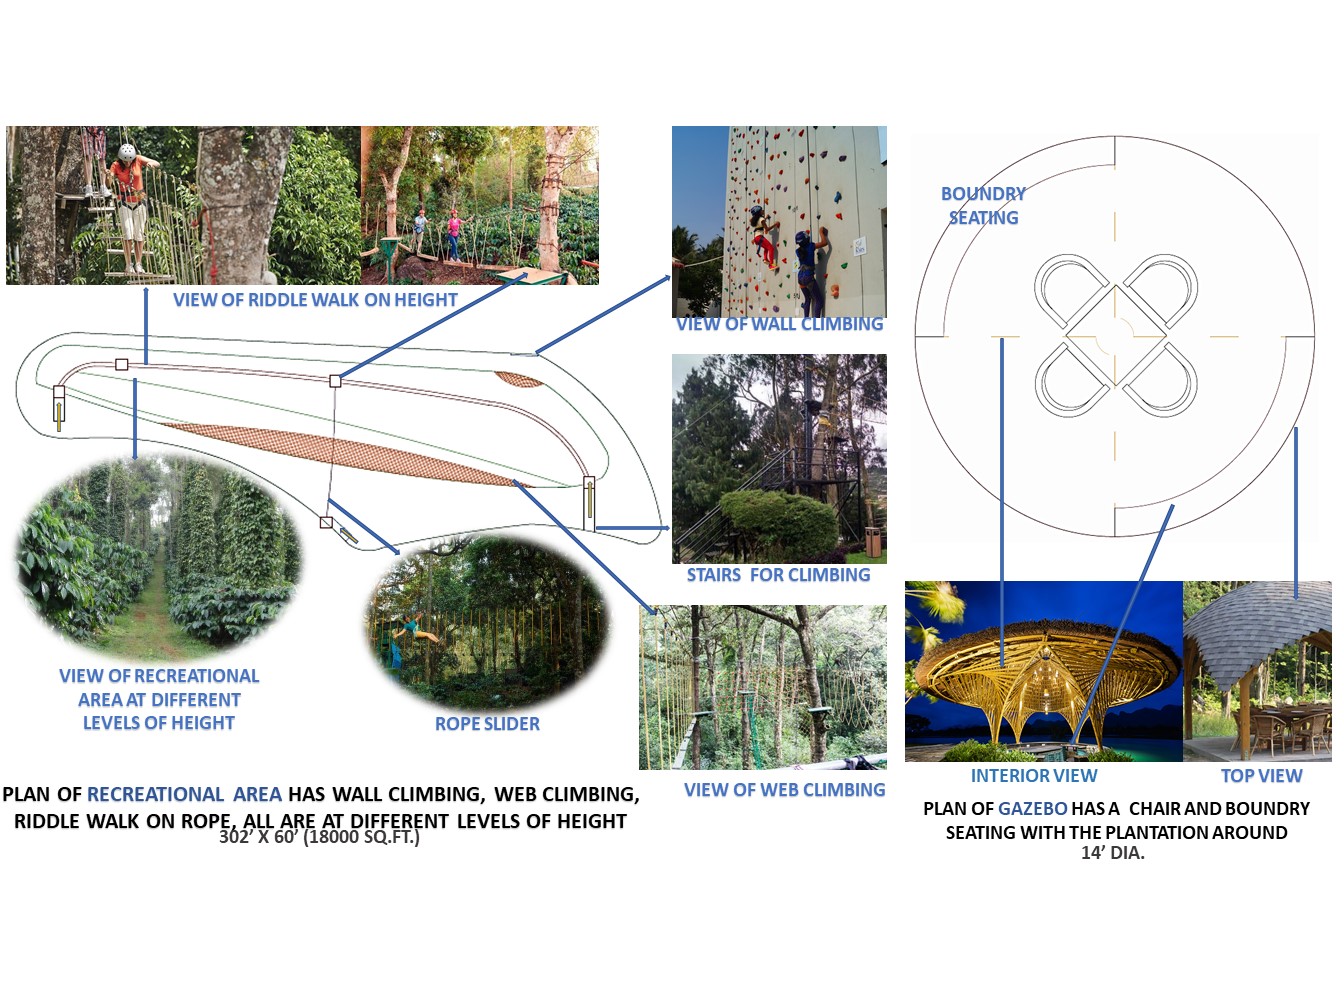 VIEW OF RIDDLE WALK ON HEIGHT
VIEW OF WALL CLIMBING
STAIRS FOR CLIMBING
VIEW OF RECREATIONAL
AREA AT DIFFERENT
LEVELS OF HEIGHT
ROPE SLIDER
VIEW OF WEB CLIMBING
PLAN OF RECREATIONAL AREA HAS WALL CLIMBING, WEB CLIMBING,
RIDDLE WALK ON ROPE, ALL ARE AT DIFFERENT LEVELS OF HEIGHT
302' X 60' (18000 SQ.FT.)
BOUNDRY
SEATING
INTERIOR VIEW
TOP VIEW
PLAN OF GAZEBO HAS A CHAIR AND BOUNDRY
SEATING WITH THE PLANTATION AROUND
14' DIA.